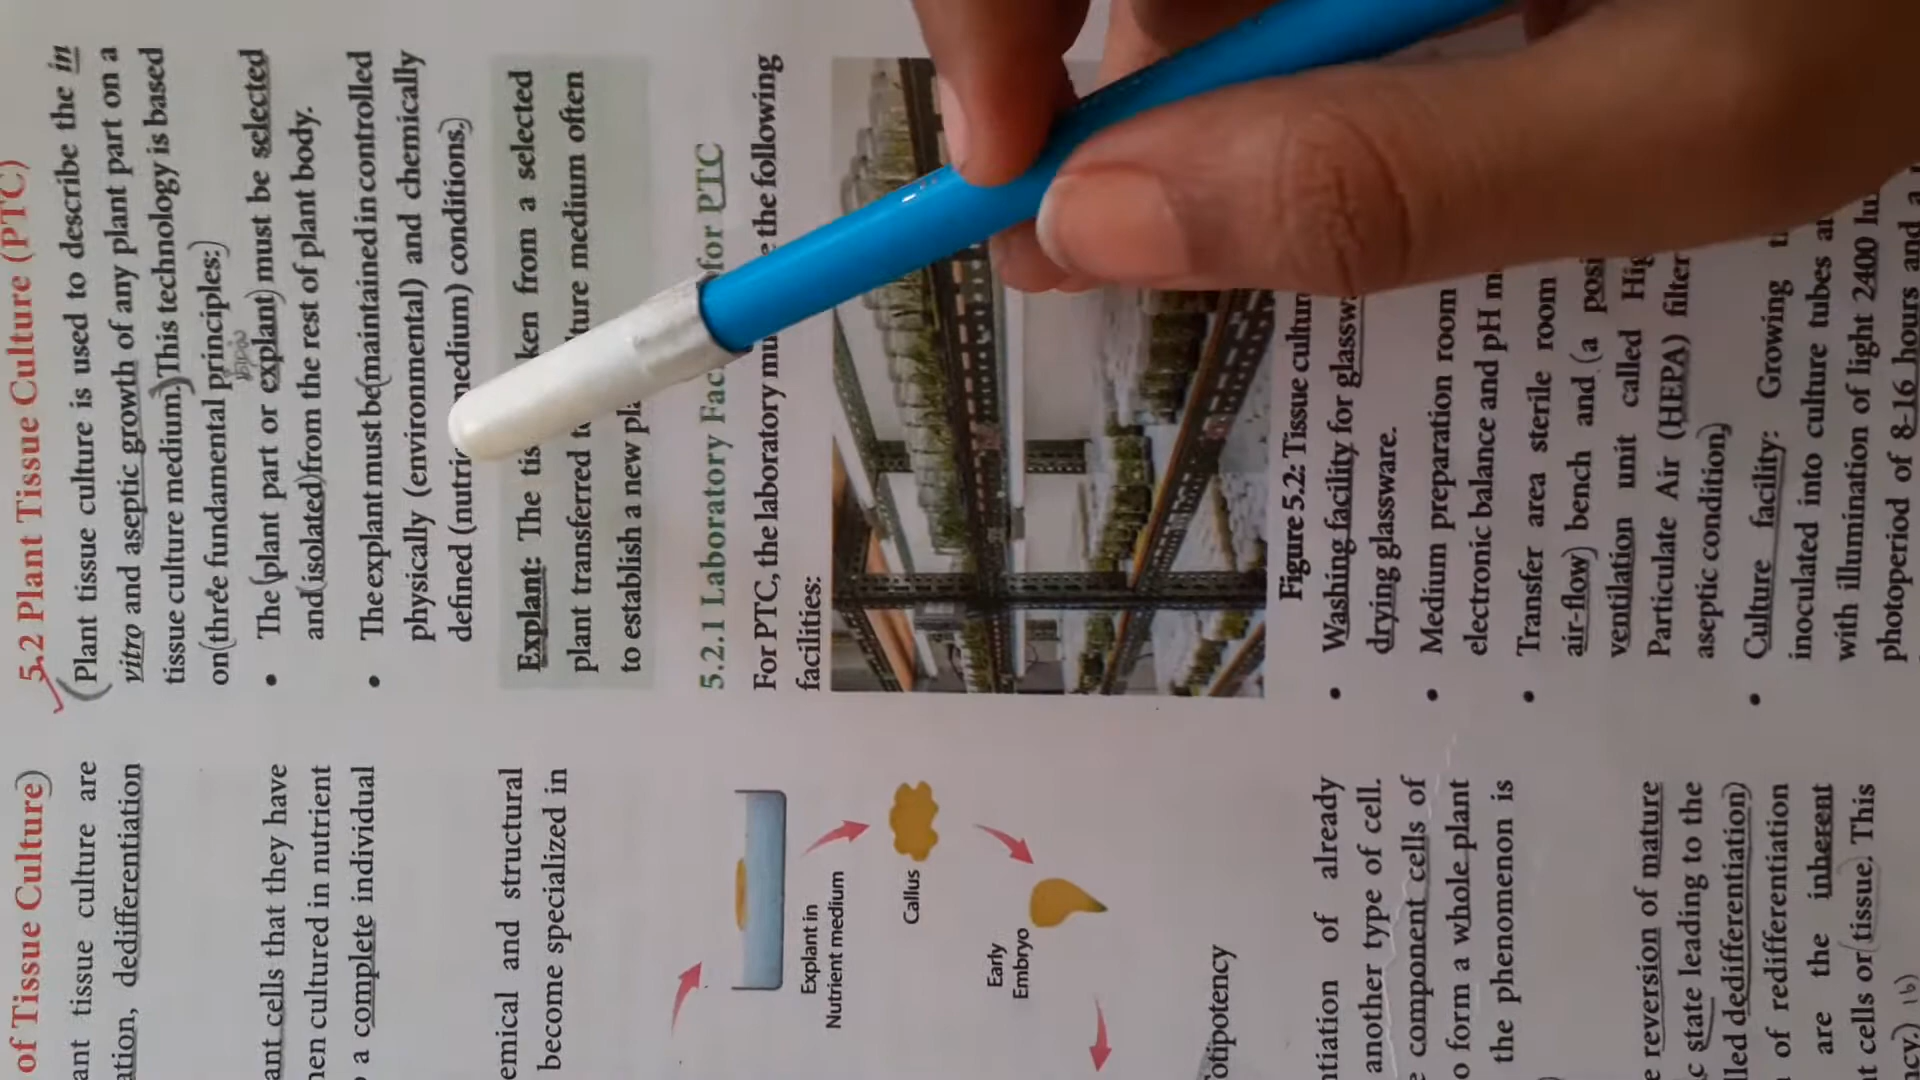 of Tissue Culture)
ant tissue culture are
ation, dedifferentiation
ant cells that they have
hen cultured in nutrient
a complete individual
emical and structural
become specialized in
Explant in
Nutrient medium
Callus
Early
Embryo
otipotency
ntiation of already
another type of cell.
component cells of
o form a whole plant
the phenomenon is
e reversion of mature
c state leading to the
lled dedifferentiation)
of redifferentiation
are the inherent
t cells or (tissue. This
ncy.)
5.2 Plant Tissue Culture (PTC)
(Plant tissue culture is used to describe the in
vitro and aseptic growth of any plant part on a
tissue culture medium.) This technology is based
on (three fundamental principles:)
• The (plant part or explant) must be selected
and (isolated) from the rest of plant body.
• The explant must be (maintained in controlled
physically (environmental) and chemically
defined (nutri medium) conditions.)
Explant: The tis ken from a selected
plant transferred t ture medium often
to establish a new pla
5.2.1 Laboratory Fac for PTC
For PTC, the laboratory mu the following
facilities:
Figure 5.2: Tissue cultur
• Washing facility for glassw
drying glassware.
• Medium preparation room
electronic balance and pH m
• Transfer area sterile room
air-flow) bench and (a posi
ventilation unit called Hig
Particulate Air (HEPA) filter
aseptic condition)
• Culture facility: Growing t
inoculated into culture tubes a
with illumination of light 2400 lu
photoperiod of 8-16 hours and a